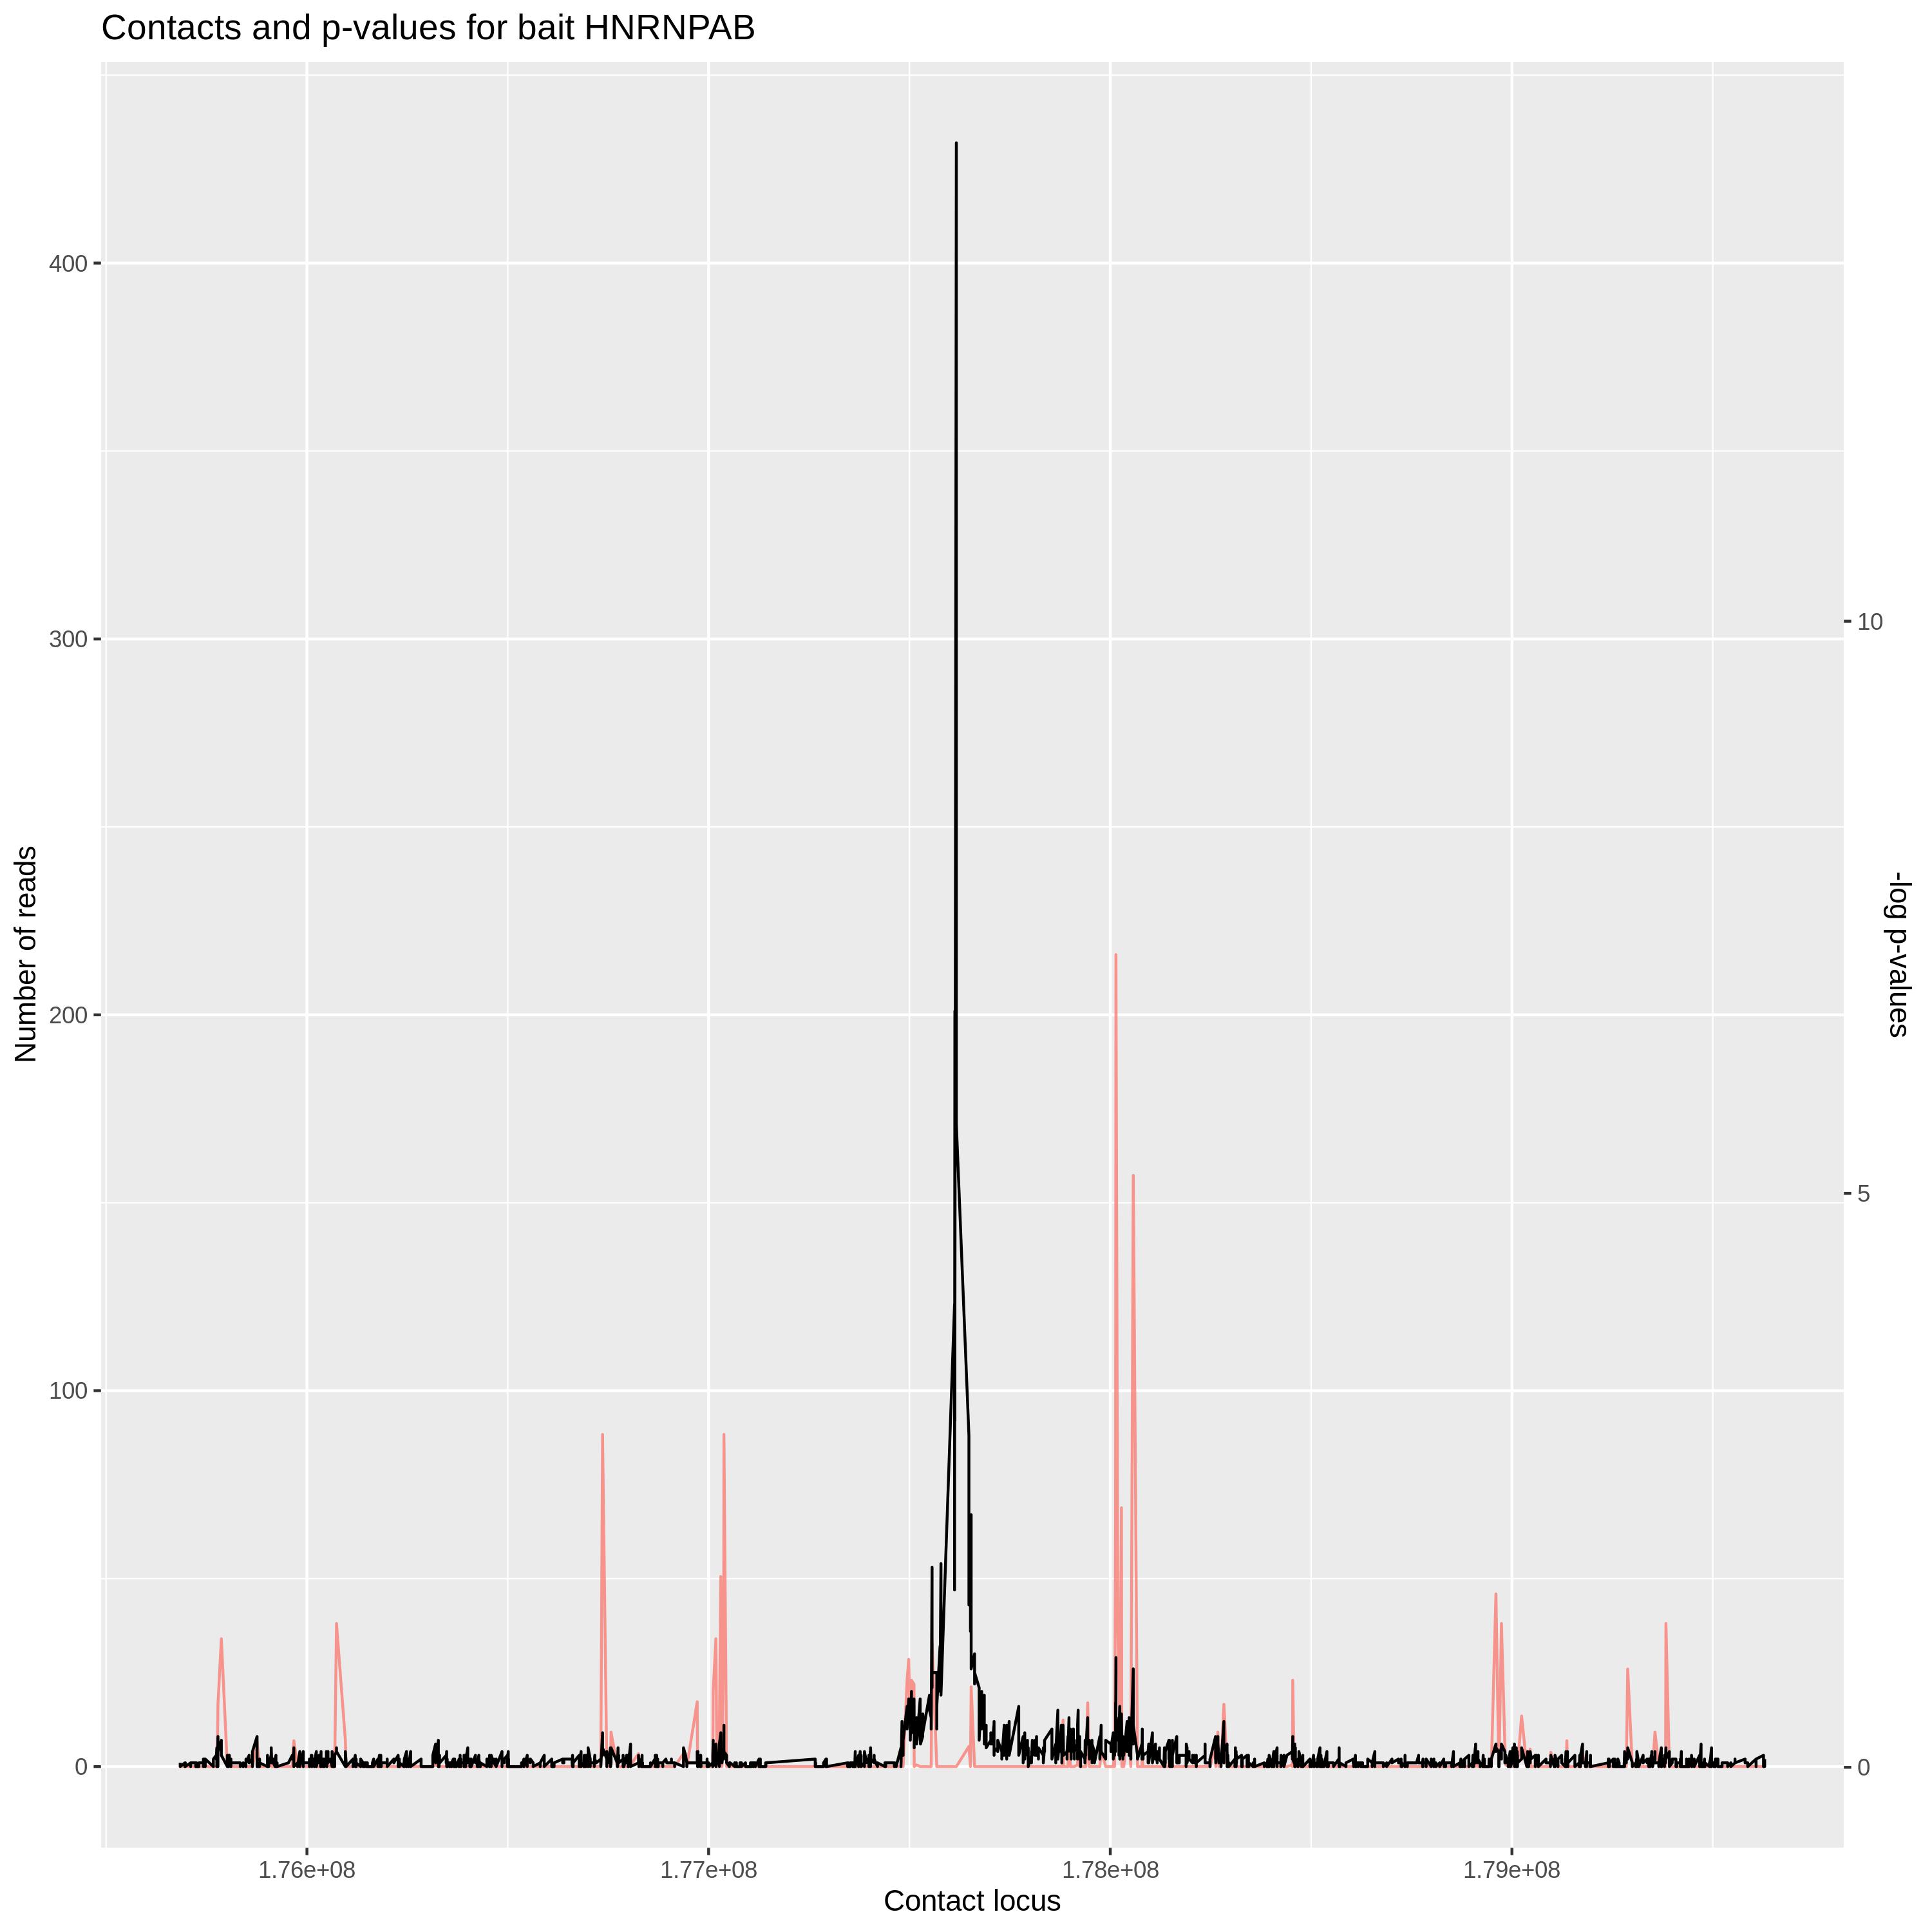 Contacts and p-values for bait HNRNPAB
400
300
200
100
0
10
5
0
Number of reads
-log p-values
1.76e+08
1.77e+08
1.78e+08
1.79e+08
Contact locus